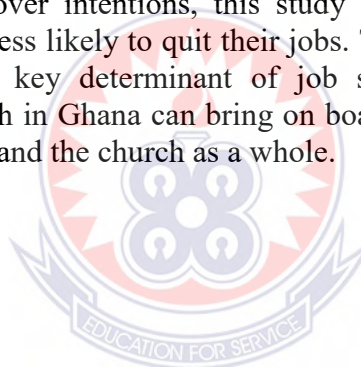 over intentions, this study
ess likely to quit their jobs.
key determinant of job s
h in Ghana can bring on boa
and the church as a whole.
EDUCATION FOR SERVICE